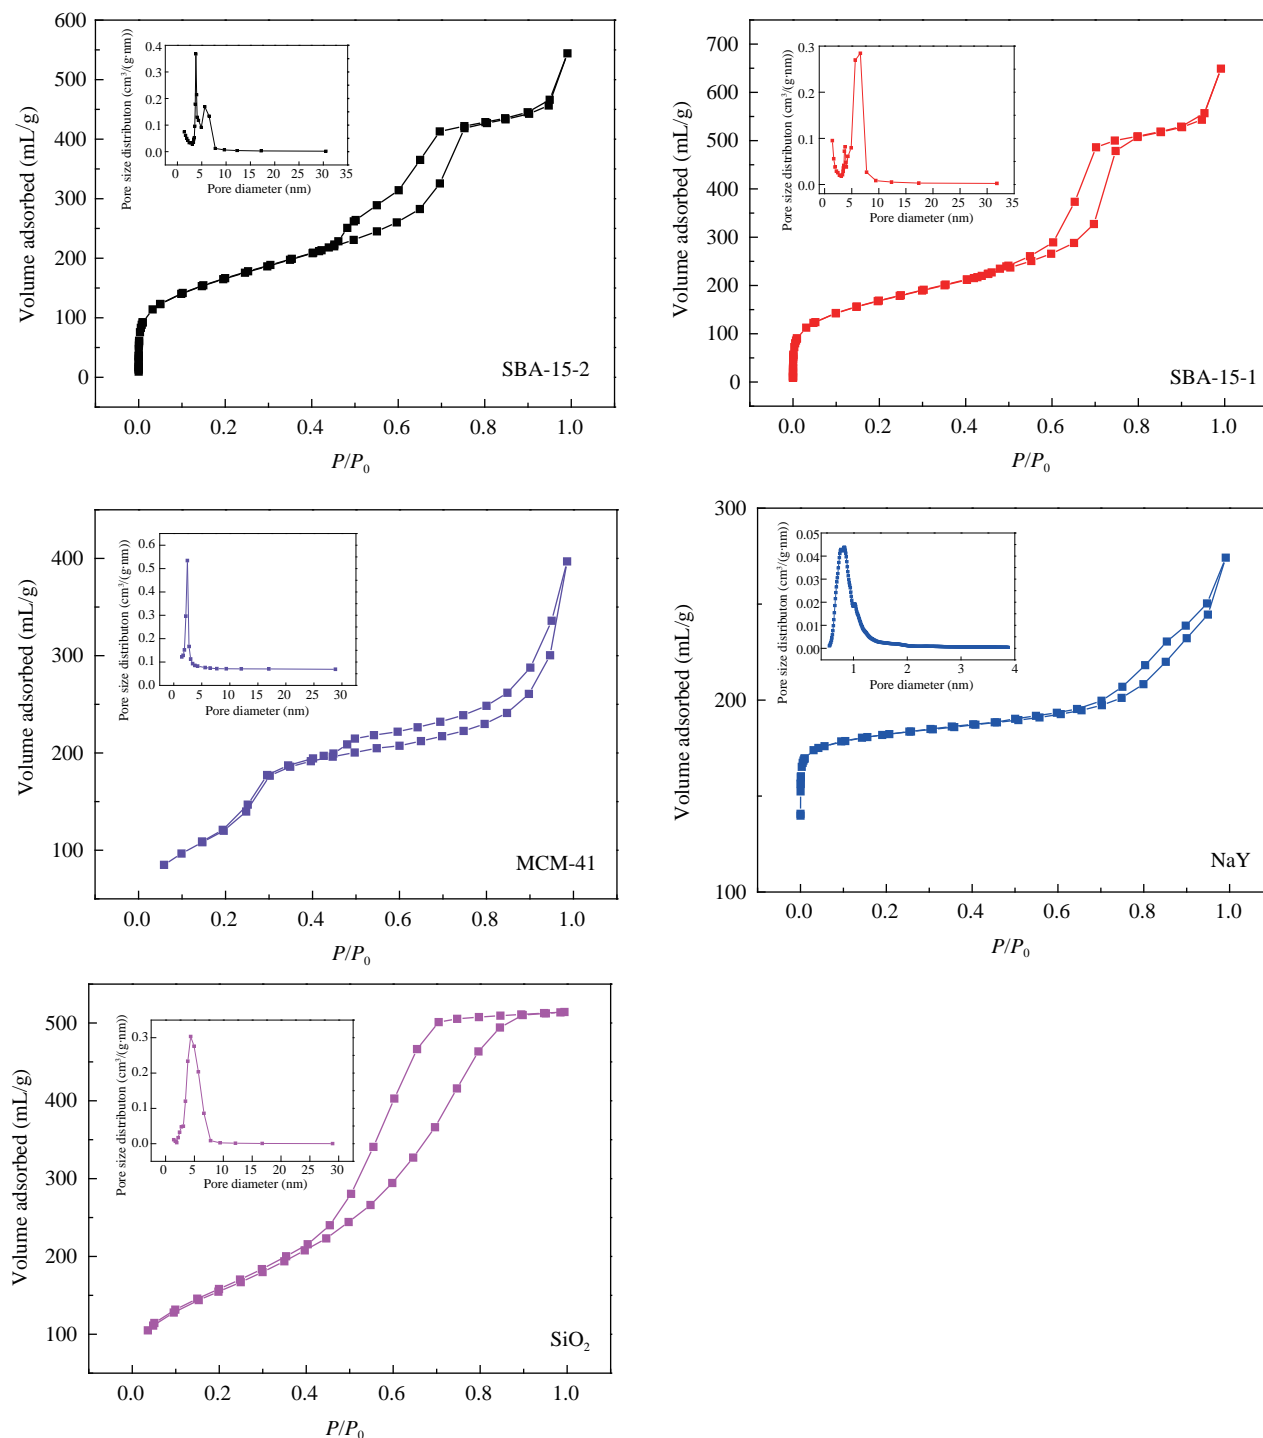 600
500
400
300
200
100
0
Volume adsorbed (mL/g)
0.0 0.2 0.4 0.6 0.8 1.0
P/P0
SBA-15-2
0.4
0.3
0.2
0.1
0.0
Pore size distributon (cm³/(g·nm))
0 5 10 15 20 25 30 35
Pore diameter (nm)
700
600
500
400
300
200
100
0
Volume adsorbed (mL/g)
0.0 0.2 0.4 0.6 0.8 1.0
P/P0
SBA-15-1
0.3
0.2
0.1
0.0
Pore size distributon (cm³/(g·nm))
0 5 10 15 20 25 30 35
Pore diameter (nm)
400
300
200
100
Volume adsorbed (mL/g)
0.0 0.2 0.4 0.6 0.8 1.0
P/P0
MCM-41
0.6
0.5
0.4
0.3
0.2
0.1
0.0
Pore size distributon (cm³/(g·nm))
0 5 10 15 20 25 30
Pore diameter (nm)
300
200
100
Volume adsorbed (mL/g)
0.0 0.2 0.4 0.6 0.8 1.0
P/P0
NaY
0.05
0.04
0.03
0.02
0.01
0.00
Pore size distributon (cm³/(g·nm))
1 2 3 4
Pore diameter (nm)
500
400
300
200
100
Volume adsorbed (mL/g)
0.0 0.2 0.4 0.6 0.8 1.0
P/P0
SiO2
0.3
0.2
0.1
0.0
Pore size distributon (cm³/(g·nm))
0 5 10 15 20 25 30
Pore diameter (nm)